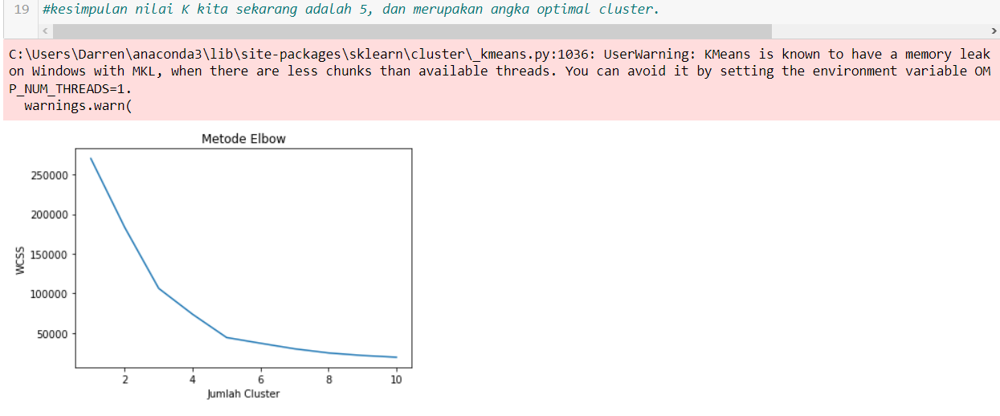 19 #kesimpulan nilai K kita sekarang adalah 5, dan merupakan angka optimal cluster.
C:\Users\Darren\anaconda3\lib\site-packages\sklearn\cluster\_kmeans.py:1036: UserWarning: KMeans is known to have a memory leak
on Windows with MKL, when there are less chunks than available threads. You can avoid it by setting the environment variable OM
P_NUM_THREADS=1.
warnings.warn(
Metode Elbow
250000
200000
150000
100000
50000
WCSS
2 4 6 8 10
Jumlah Cluster